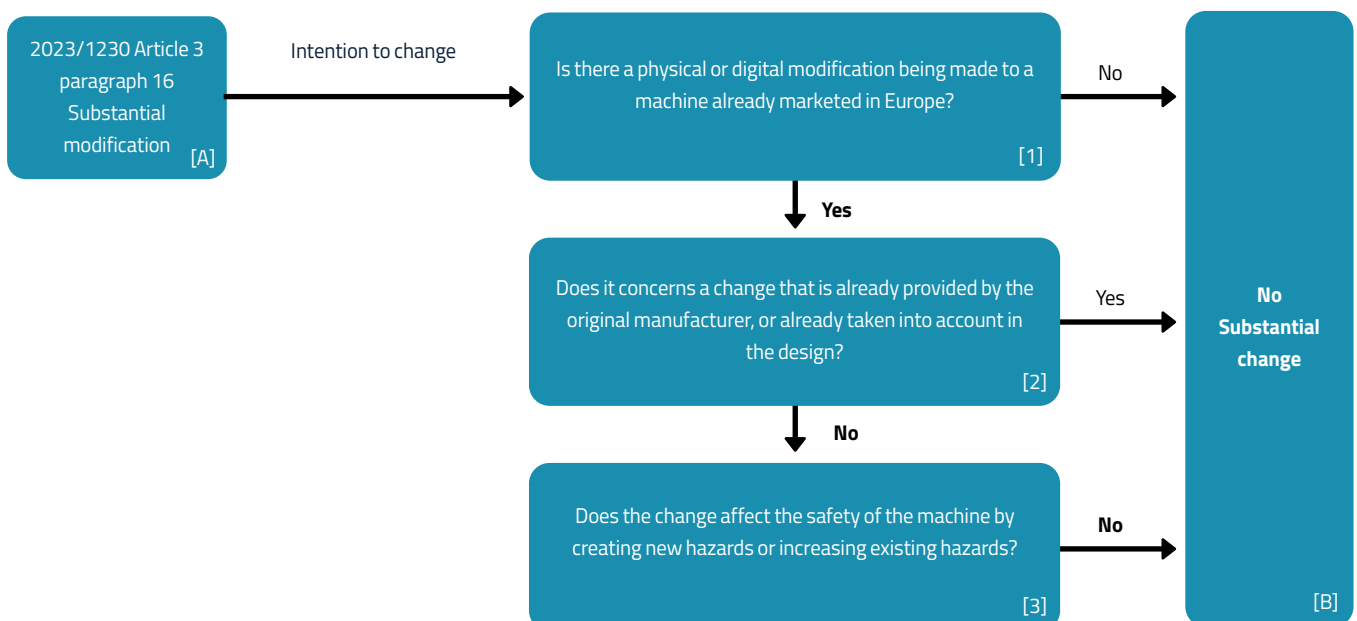 2023/1230 Article 3
paragraph 16
Substantial
modification
[A]
Intention to change
Is there a physical or digital modification being made to a
machine already marketed in Europe?
[1]
No
Yes
Does it concerns a change that is already provided by the
original manufacturer, or already taken into account in
the design?
[2]
Yes
No
Does the change affect the safety of the machine by
creating new hazards or increasing existing hazards?
[3]
No
No
Substantial
change
[B]